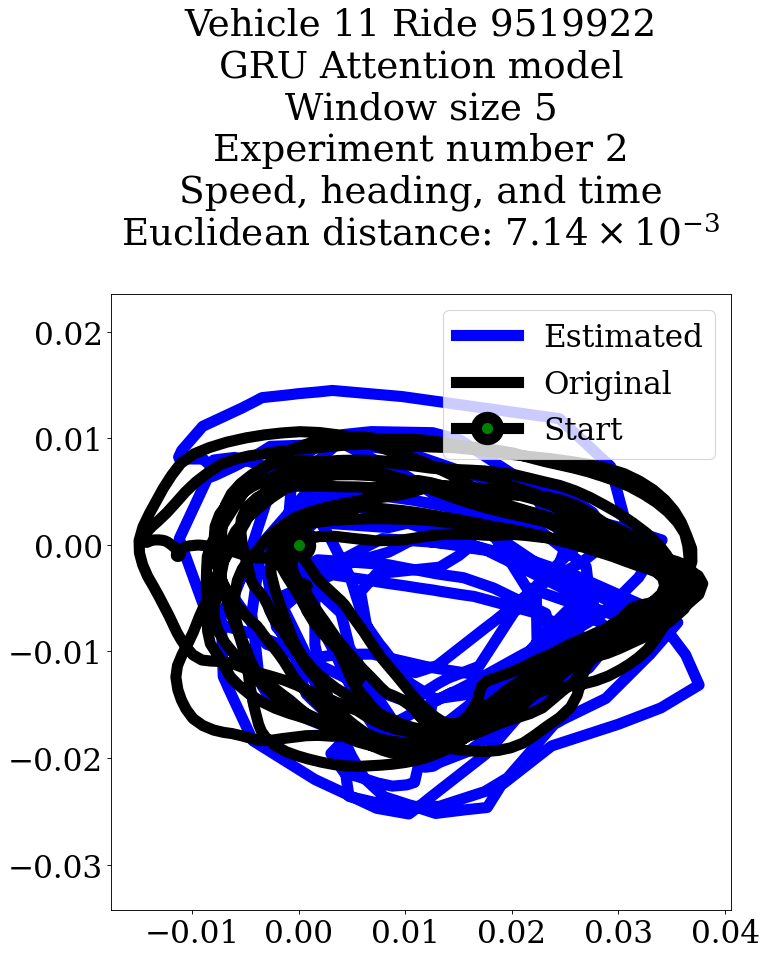 Vehicle 11 Ride 9519922
GRU Attention model
Window size 5
Experiment number 2
Speed, heading, and time
Euclidean distance: 7.14 × 10⁻³
Estimated
Original
Start
0.02
0.01
0.00
−0.01
−0.02
−0.03
−0.01 0.00 0.01 0.02 0.03 0.04